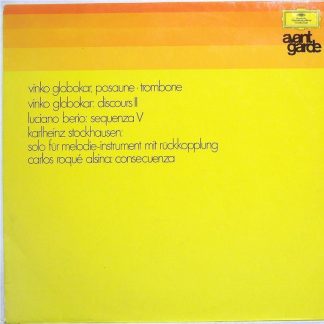 avant
garde
vinko globokar, posaune · trombone
vinko globokar: discours II
luciano berio: sequenza V
karlheinz stockhausen:
solo für melodie-instrument mit rückkopplung
carlos roqué alsina: consecuenza